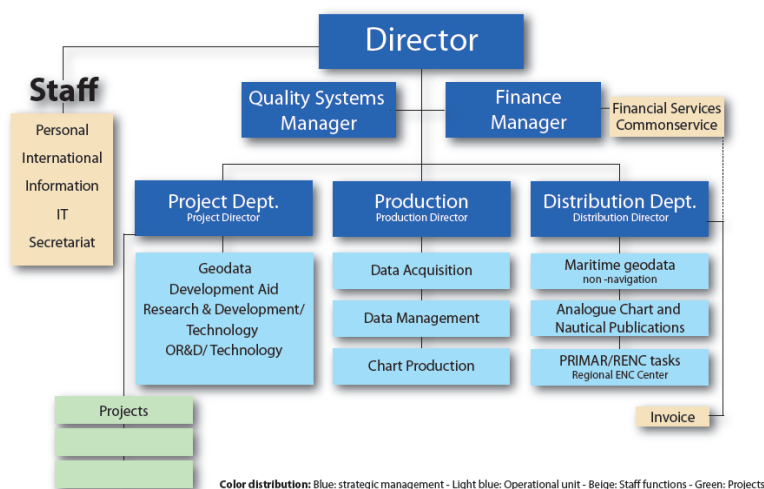 Director
Staff
Personal
International
Information
IT
Secretariat
Quality Systems
Manager
Finance
Manager
Financial Services
Commonservice
Project Dept.
Project Director
Production
Production Director
Distribution Dept.
Distribution Director
Geodata
Development Aid
Research & Development/
Technology
OR&D/ Technology
Data Acquisition
Data Management
Chart Production
Maritime geodata
non -navigation
Analogue Chart and
Nautical Publications
PRIMAR/RENC tasks
Regional ENC Center
Projects
Invoice
Color distribution: Blue: strategic management - Light blue: Operational unit - Beige: Staff functions - Green: Projects